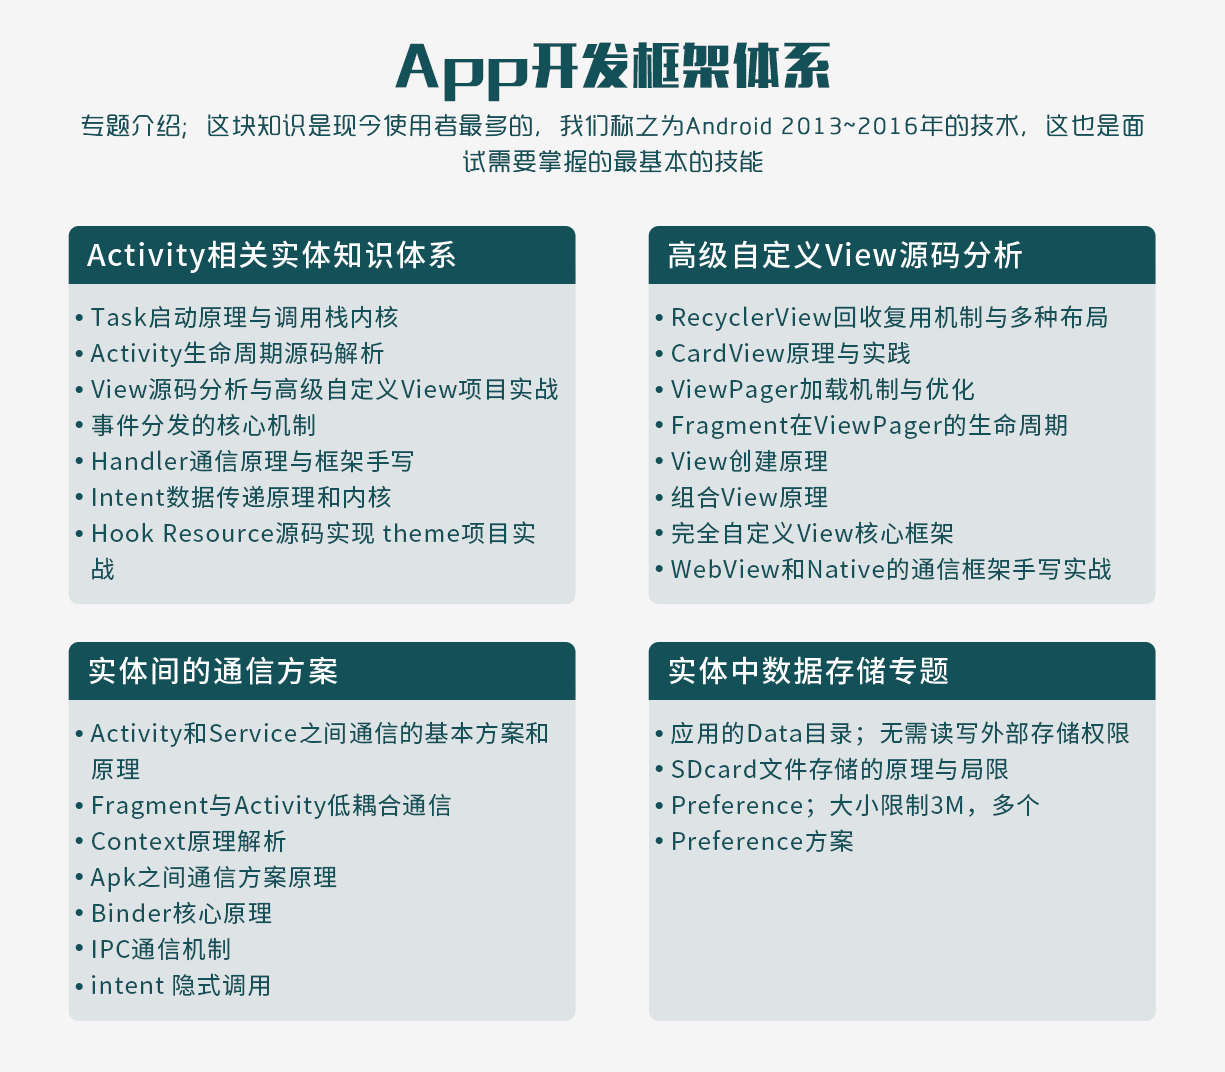 App开发框架体系
专题介绍；这块知识是现今使用者最多的，我们称之为Android 2013~2016年的技术，这也是面
试需要掌握的最基本的技能
Activity相关实体知识体系
• Task启动原理与调用栈内核
• Activity生命周期源码解析
• View源码分析与高级自定义View项目实战
• 事件分发的核心机制
• Handler通信原理与框架手写
• Intent数据传递原理和内核
• Hook Resource源码实现 theme项目实
战
高级自定义View源码分析
• RecyclerView回收复用机制与多种布局
• CardView原理与实践
• ViewPager加载机制与优化
• Fragment在ViewPager的生命周期
• View创建原理
• 组合View原理
• 完全自定义View核心框架
• WebView和Native的通信框架手写实战
实体间的通信方案
• Activity和Service之间通信的基本方案和
原理
• Fragment与Activity低耦合通信
• Context原理解析
• Apk之间通信方案原理
• Binder核心原理
• IPC通信机制
• intent 隐式调用
实体中数据存储专题
• 应用的Data目录；无需读写外部存储权限
• SDcard文件存储的原理与局限
• Preference；大小限制3M，多个
• Preference方案